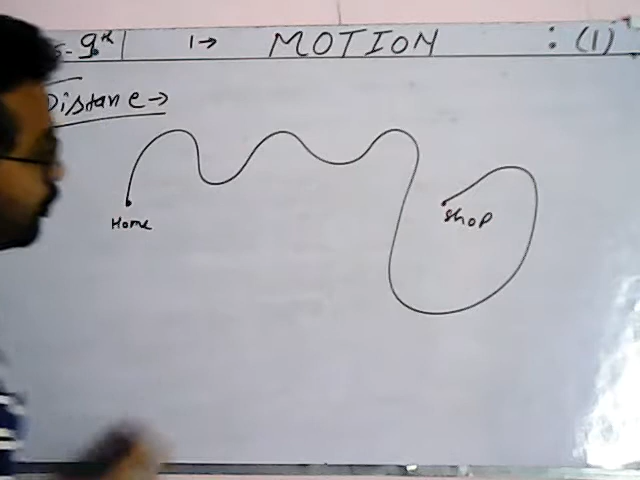 s-9th 1→ MOTION : (1)
Distane→
Home
Shop